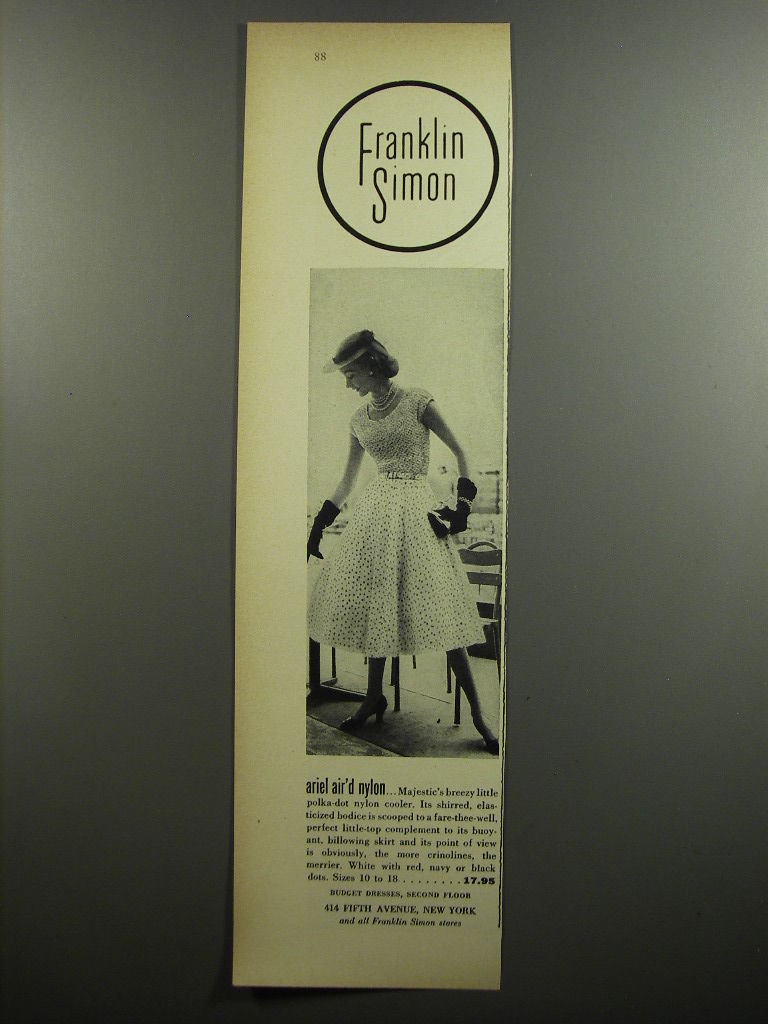 88
Franklin
Simon
ariel air'd nylon...Majestic's breezy little
polka-dot nylon cooler. Its shirred, elas-
ticized bodice is scooped to a fare-thee-well,
perfect little-top complement to its buoy-
ant, billowing skirt and its point of view
is obviously, the more crinolines, the
merrier. White with red, navy or black
dots. Sizes 10 to 18. . . . . . . . 17.95
BUDGET DRESSES, SECOND FLOOR
414 FIFTH AVENUE, NEW YORK
and all Franklin Simon stores